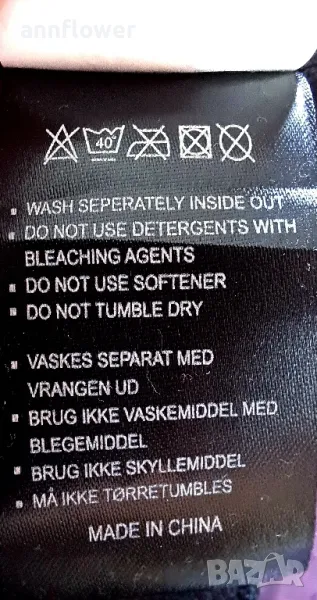 annflower
40°
WASH SEPERATELY INSIDE OUT
DO NOT USE DETERGENTS WITH
BLEACHING AGENTS
DO NOT USE SOFTENER
DO NOT TUMBLE DRY
VASKES SEPARAT MED
VRANGEN UD
BRUG IKKE VASKEMIDDEL MED
BLEGEMIDDEL
BRUG IKKE SKYLLEMIDDEL
MÅ IKKE TØRRETUMBLES
MADE IN CHINA
BAZAR